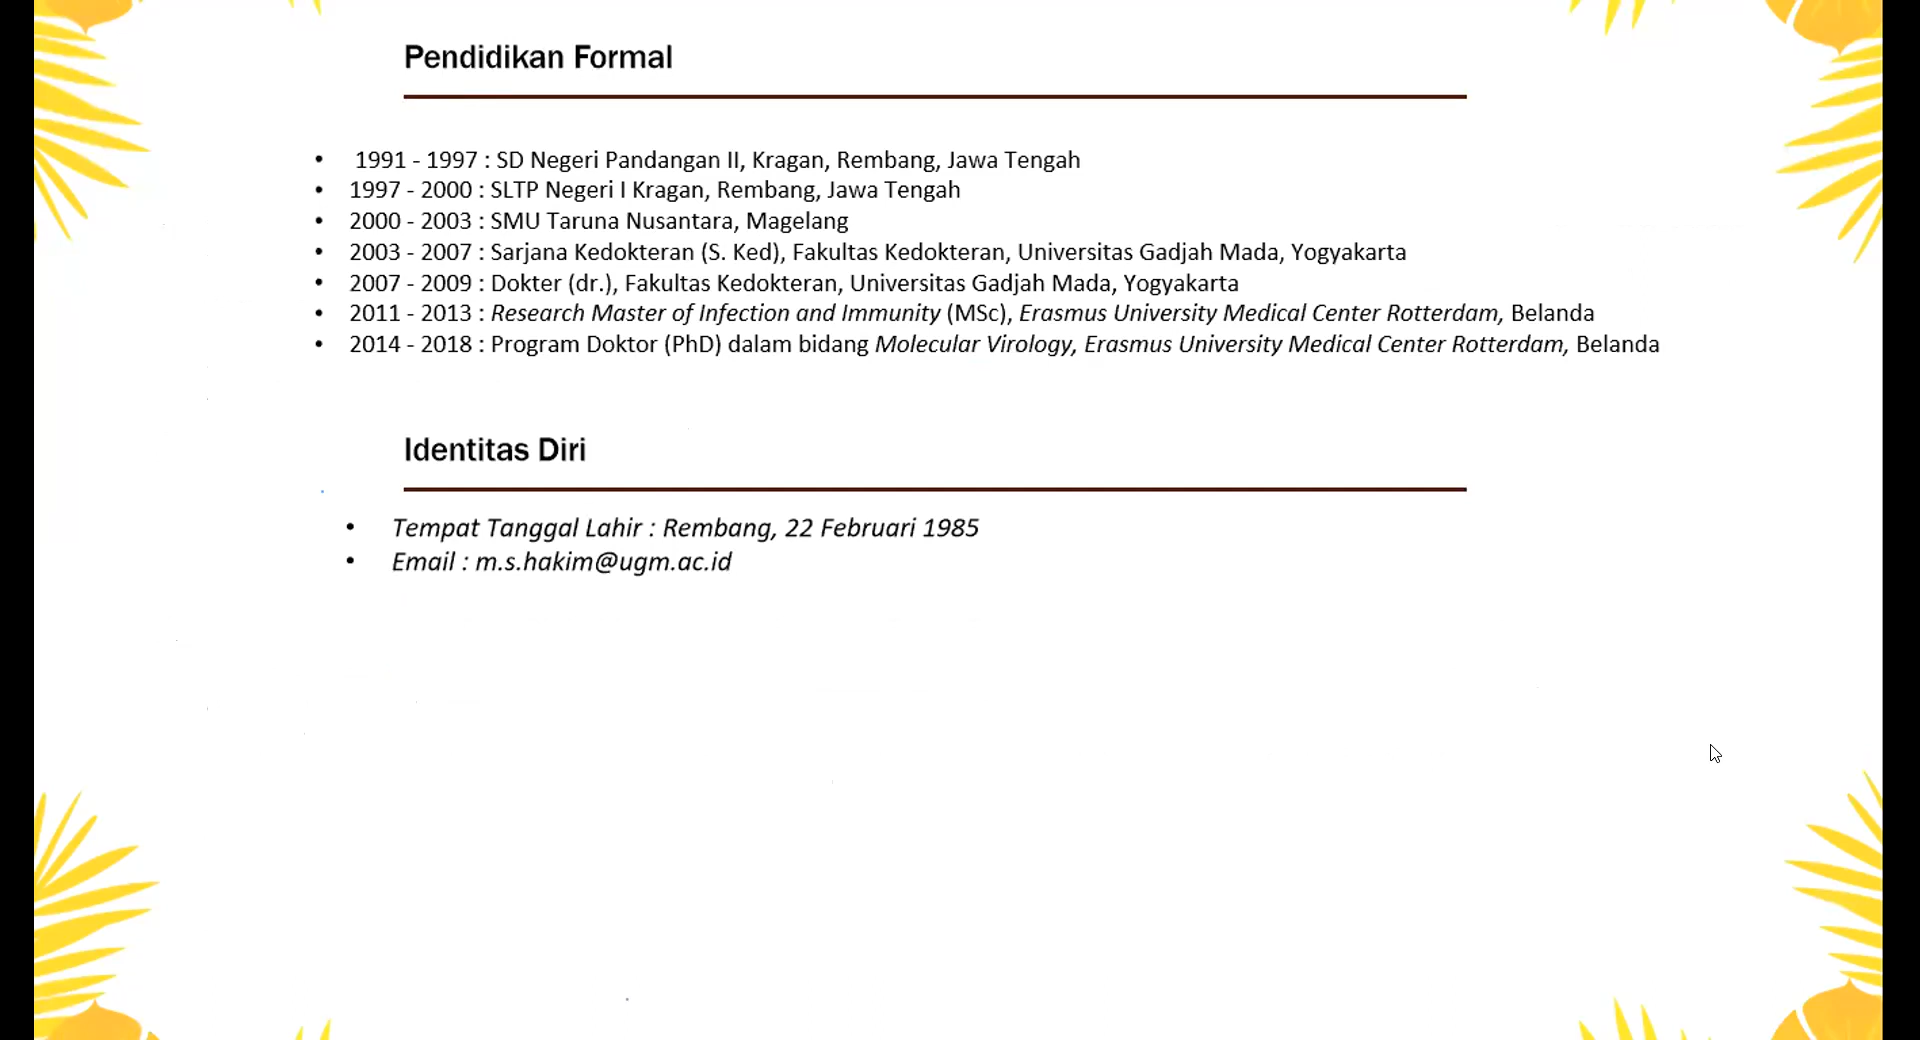 Pendidikan Formal
• 1991 - 1997 : SD Negeri Pandangan II, Kragan, Rembang, Jawa Tengah
• 1997 - 2000 : SLTP Negeri I Kragan, Rembang, Jawa Tengah
• 2000 - 2003 : SMU Taruna Nusantara, Magelang
• 2003 - 2007 : Sarjana Kedokteran (S. Ked), Fakultas Kedokteran, Universitas Gadjah Mada, Yogyakarta
• 2007 - 2009 : Dokter (dr.), Fakultas Kedokteran, Universitas Gadjah Mada, Yogyakarta
• 2011 - 2013 : Research Master of Infection and Immunity (MSc), Erasmus University Medical Center Rotterdam, Belanda
• 2014 - 2018 : Program Doktor (PhD) dalam bidang Molecular Virology, Erasmus University Medical Center Rotterdam, Belanda
Identitas Diri
• Tempat Tanggal Lahir : Rembang, 22 Februari 1985
• Email : m.s.hakim@ugm.ac.id